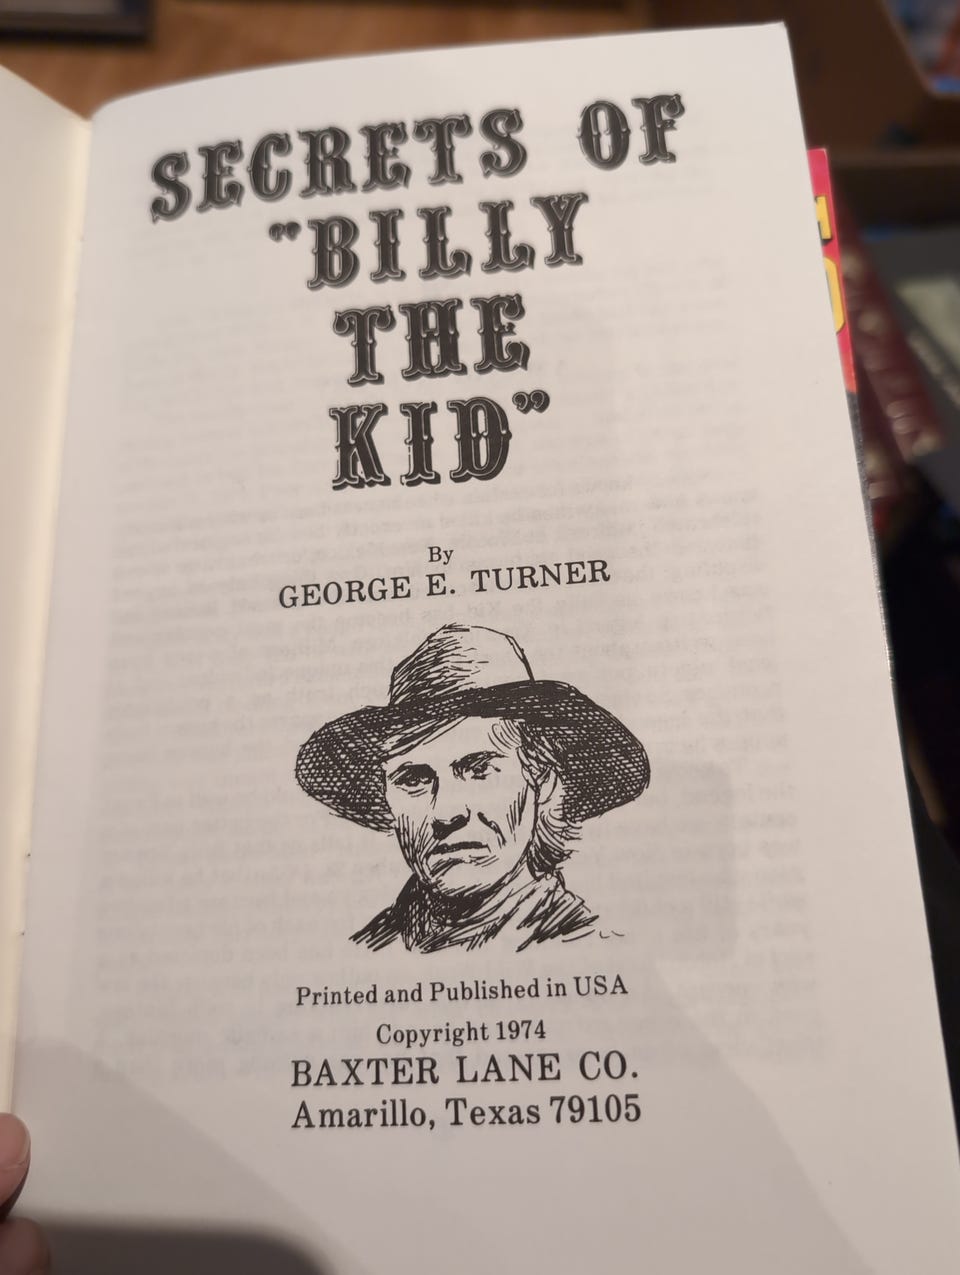 SECRETS OF
“BILLY
THE
KID”
By
GEORGE E. TURNER
Printed and Published in USA
Copyright 1974
BAXTER LANE CO.
Amarillo, Texas 79105